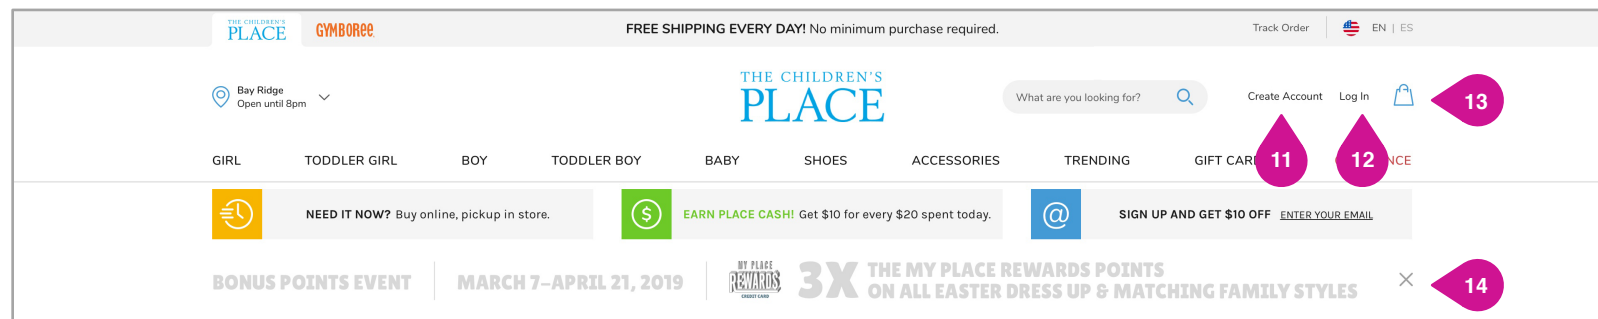 THE CHILDREN'S
PLACE
GYMBOREE
FREE SHIPPING EVERY DAY! No minimum purchase required.
Track Order
EN | ES
Bay Ridge
Open until 8pm
THE CHILDREN'S
PLACE
What are you looking for?
Create Account
Log In
13
GIRL
TODDLER GIRL
BOY
TODDLER BOY
BABY
SHOES
ACCESSORIES
TRENDING
GIFT CAR
11
12
NCE
NEED IT NOW? Buy online, pickup in store.
$
EARN PLACE CASH! Get $10 for every $20 spent today.
@
SIGN UP AND GET $10 OFF ENTER YOUR EMAIL
BONUS POINTS EVENT
MARCH 7–APRIL 21, 2019
MY PLACE
REWARDS
CREDIT CARD
3X
THE MY PLACE REWARDS POINTS
ON ALL EASTER DRESS UP & MATCHING FAMILY STYLES
14